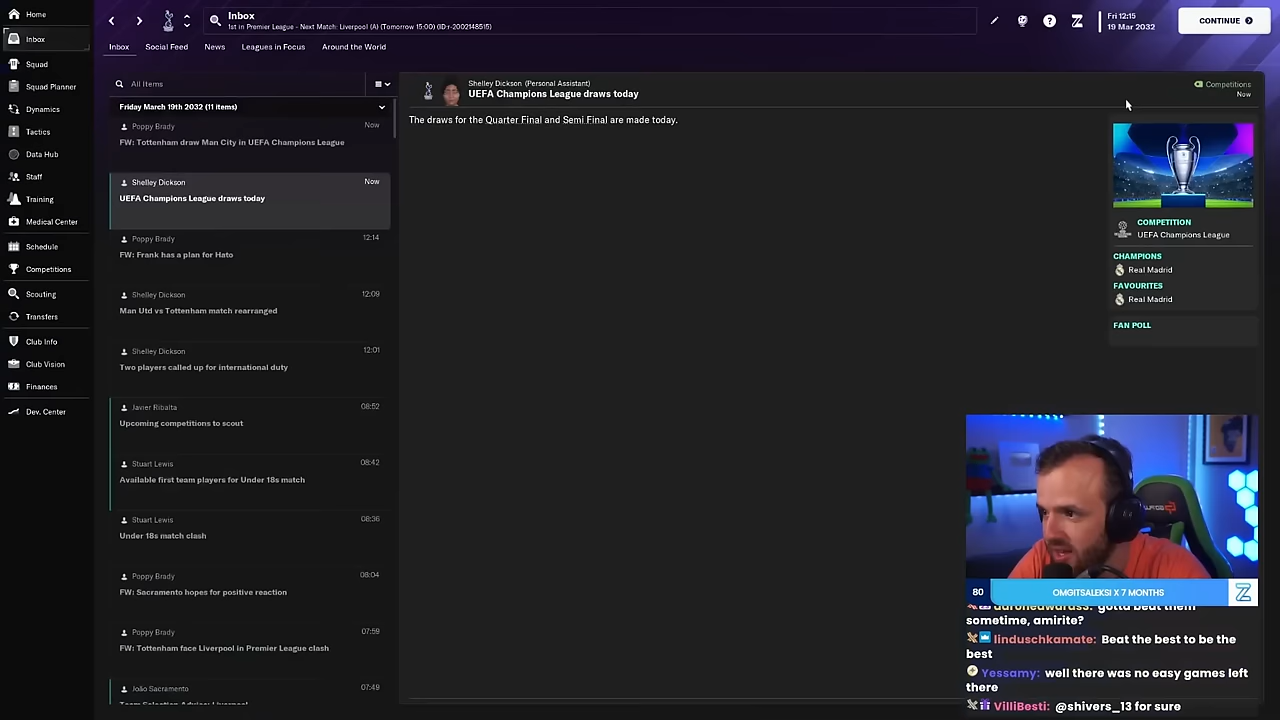 Home
Inbox
Squad
Squad Planner
Dynamics
Tactics
Data Hub
Staff
Training
Medical Center
Schedule
Competitions
Scouting
Transfers
Club Info
Club Vision
Finances
Dev. Center
Inbox
1st in Premier League - Next Match: Liverpool (A) (Tomorrow 15:00) (ID:r-2002148515)
Fri 12:15
19 Mar 2032
CONTINUE
Inbox
Social Feed
News
Leagues in Focus
Around the World
All Items
Friday March 19th 2032 (11 items)
Poppy Brady
Now
FW: Tottenham draw Man City in UEFA Champions League
Shelley Dickson
Now
UEFA Champions League draws today
Poppy Brady
12:14
FW: Frank has a plan for Hato
Shelley Dickson
12:09
Man Utd vs Tottenham match rearranged
Shelley Dickson
12:01
Two players called up for international duty
Javier Ribalta
08:52
Upcoming competitions to scout
Stuart Lewis
08:42
Available first team players for Under 18s match
Stuart Lewis
08:36
Under 18s match clash
Poppy Brady
08:04
FW: Sacramento hopes for positive reaction
Poppy Brady
07:59
FW: Tottenham face Liverpool in Premier League clash
João Sacramento
07:49
Team Selection Advice: Liverpool
Shelley Dickson (Personal Assistant)
UEFA Champions League draws today
Competitions
Now
The draws for the Quarter Final and Semi Final are made today.
COMPETITION
UEFA Champions League
CHAMPIONS
Real Madrid
FAVOURITES
Real Madrid
FAN POLL
80
OMGITSALEKSI X 7 MONTHS
gotta beat them
sometime, amirite?
linduschkamate: Beat the best to be the
best
Yessamy: well there was no easy games left
there
VilliBesti: @shivers_13 for sure